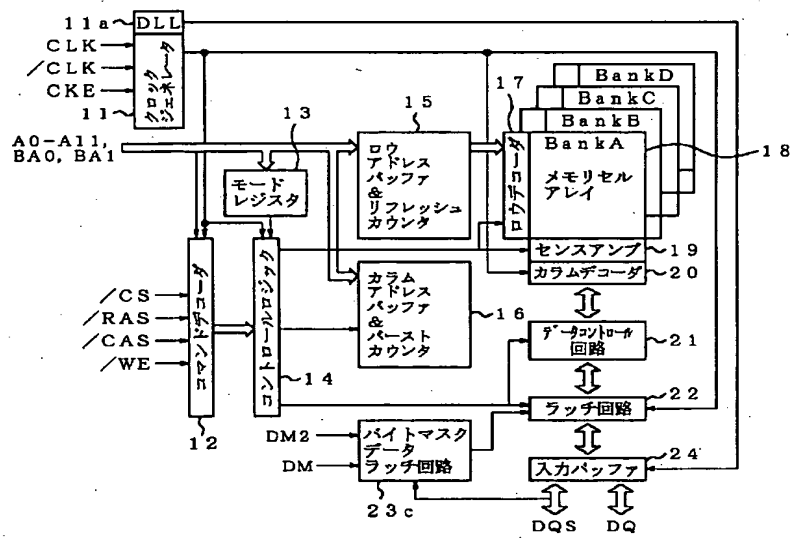 11a
DLL
CLK
/CLK
CKE
11
クロック
ジェネレータ
A0-A11,
BA0, BA1
13
モード
レジスタ
15
ロウ
アドレス
バッファ
&
リフレッシュ
カウンタ
17
ロウデコーダ
BankD
BankC
BankB
BankA
メモリセル
アレイ
18
センスアンプ
19
カラムデコーダ
20
/CS
/RAS
/CAS
/WE
コマンドデコーダ
12
コントロールロジック
14
カラム
アドレス
バッファ
&
バースト
カウンタ
16
データコントロール
回路
21
ラッチ回路
22
DM2
DM
バイトマスク
データ
ラッチ回路
23c
入力バッファ
24
DQS
DQ